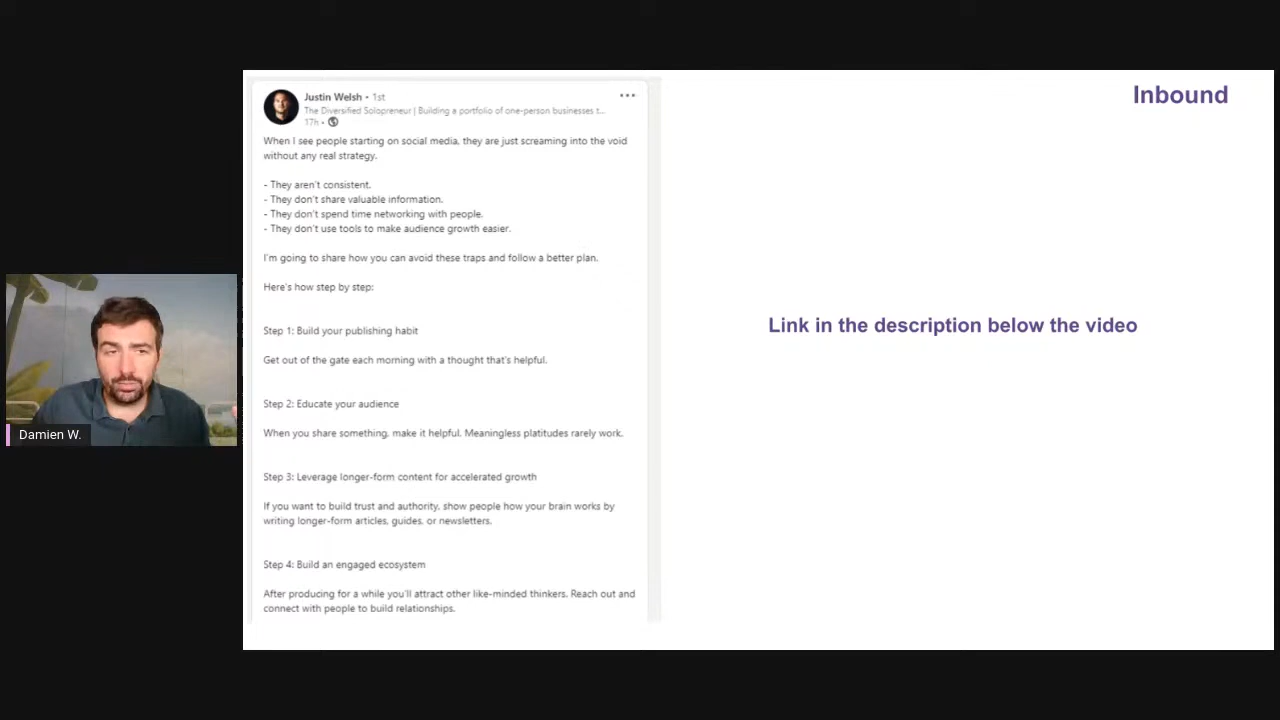 Inbound
Justin Welsh • 1st
The Diversified Solopreneur | Building a portfolio of one-person businesses t...
17h •
When I see people starting on social media, they are just screaming into the void
without any real strategy.
- They aren't consistent.
- They don't share valuable information.
- They don't spend time networking with people.
- They don't use tools to make audience growth easier.
I'm going to share how you can avoid these traps and follow a better plan.
Here's how step by step:
Step 1: Build your publishing habit
Get out of the gate each morning with a thought that's helpful.
Step 2: Educate your audience
When you share something, make it helpful. Meaningless platitudes rarely work.
Step 3: Leverage longer-form content for accelerated growth
If you want to build trust and authority, show people how your brain works by
writing longer-form articles, guides, or newsletters.
Step 4: Build an engaged ecosystem
After producing for a while you'll attract other like-minded thinkers. Reach out and
connect with people to build relationships.
Link in the description below the video
Damien W.